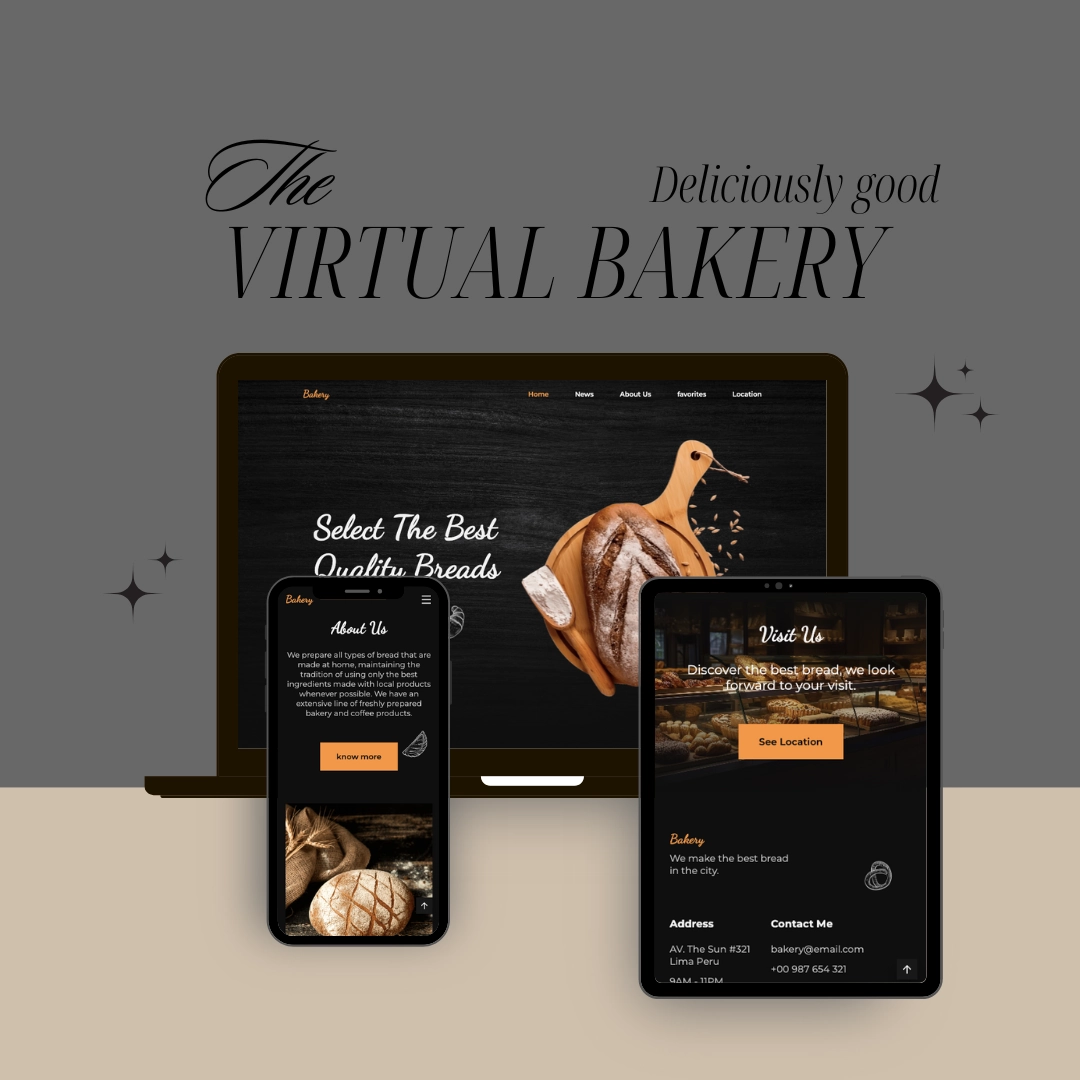 The
Deliciously good
VIRTUAL BAKERY
Bakery
Home News About Us favorites Location
Select The Best
Quality Breads
Bakery
About Us
We prepare all types of bread that are
made at home, maintaining the
tradition of using only the best
ingredients made with local products
whenever possible. We have an
extensive line of freshly prepared
bakery and coffee products.
know more
Visit Us
Discover the best bread, we look
forward to your visit.
See Location
Bakery
We make the best bread
in the city.
Address
AV. The Sun #321
Lima Peru
9AM - 11PM
Contact Me
bakery@email.com
+00 987 654 321